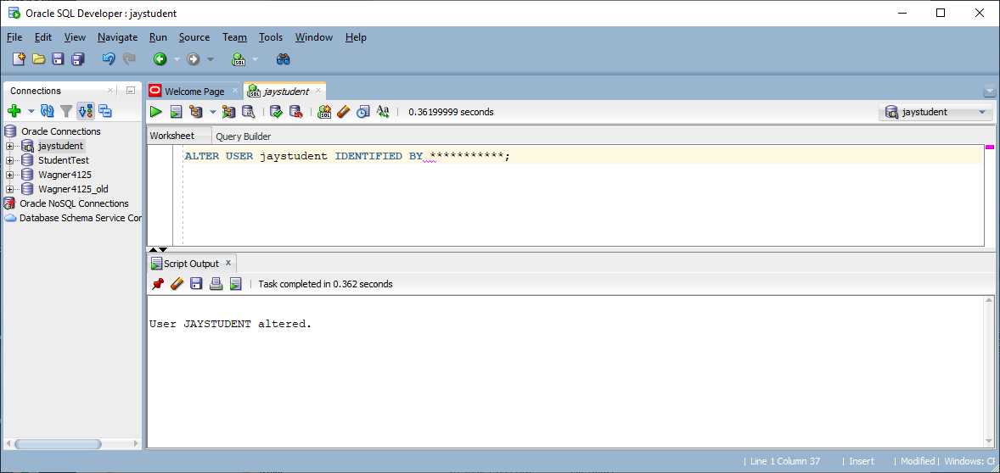 Oracle SQL Developer : jaystudent
File Edit View Navigate Run Source Team Tools Window Help
Connections
Welcome Page
jaystudent
0.36199999 seconds
jaystudent
Oracle Connections
jaystudent
StudentTest
Wagner4125
Wagner4125_old
Oracle NoSQL Connections
Database Schema Service Cor
Worksheet Query Builder
ALTER USER jaystudent IDENTIFIED BY ***********;
Script Output
Task completed in 0.362 seconds
User JAYSTUDENT altered.
Line 1 Column 37 | Insert | Modified | Windows: CF